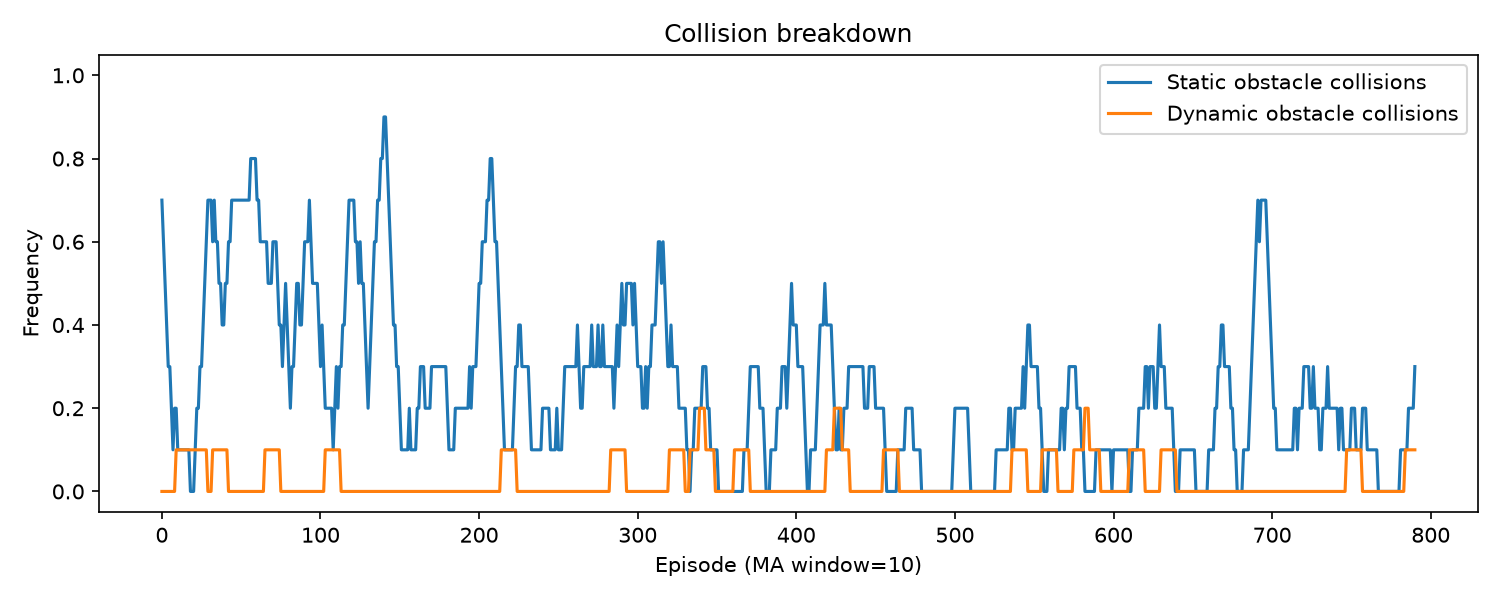 Collision breakdown
Static obstacle collisions
Dynamic obstacle collisions
Frequency
1.0
0.8
0.6
0.4
0.2
0.0
0 100 200 300 400 500 600 700 800
Episode (MA window=10)